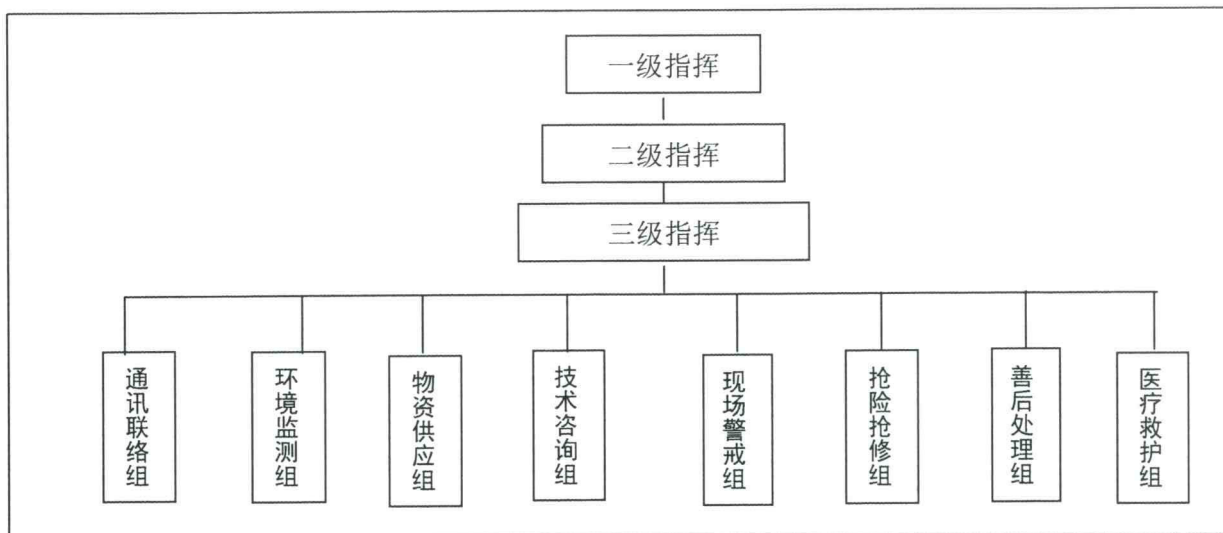 一级指挥
二级指挥
三级指挥
通讯联络组
环境监测组
物资供应组
技术咨询组
现场警戒组
抢险抢修组
善后处理组
医疗救护组